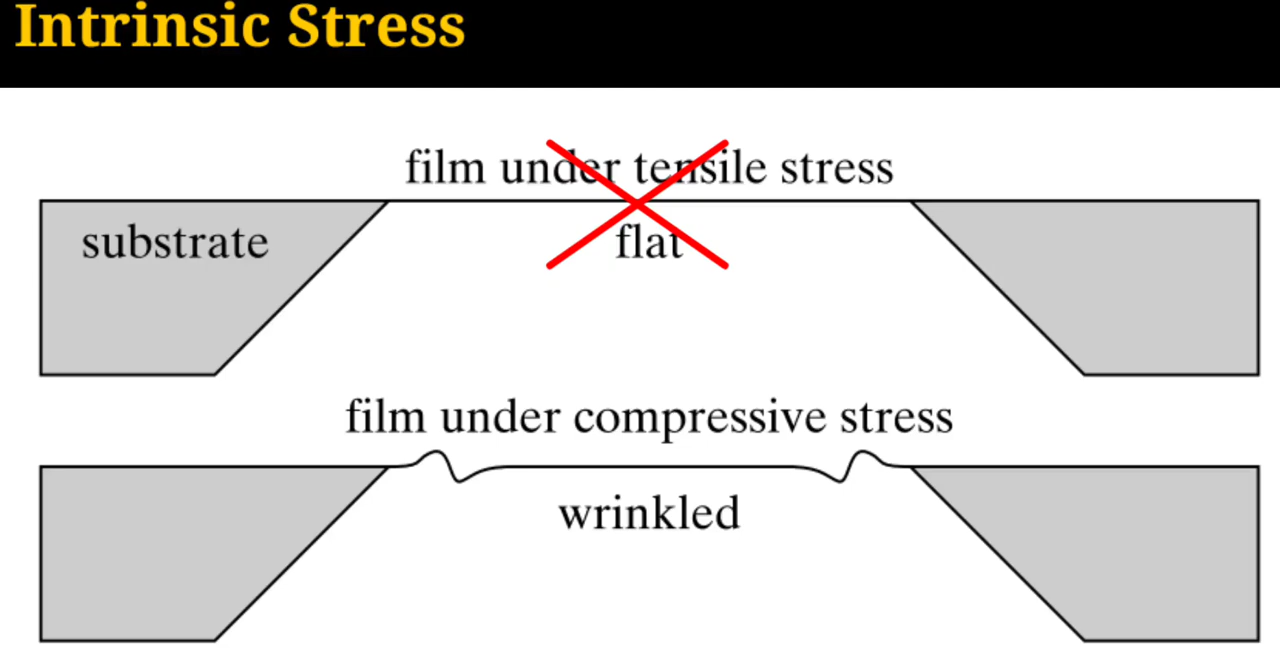 Intrinsic Stress
film under tensile stress
substrate
flat
film under compressive stress
wrinkled